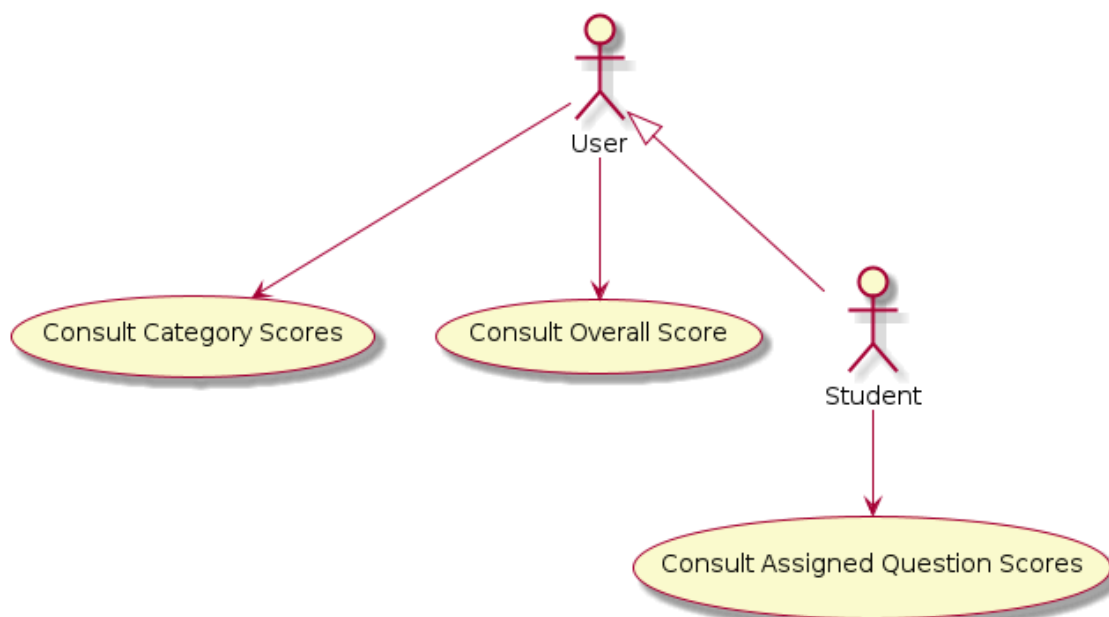 User
Consult Category Scores
Consult Overall Score
Student
Consult Assigned Question Scores